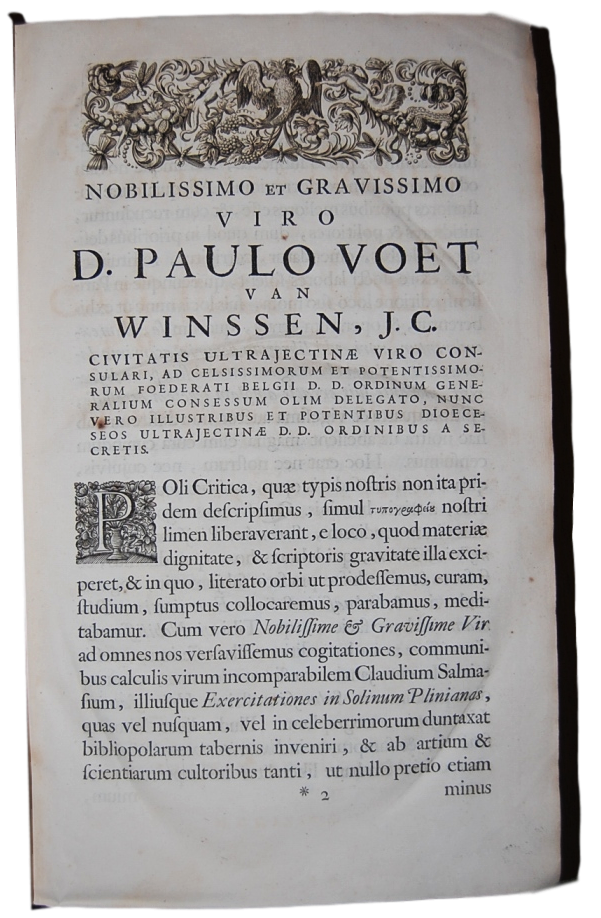 NOBILISSIMO ET GRAVISSIMO
VIRO
D. PAULO VOET
VAN
WINSSEN, J.C.
CIVITATIS ULTRAJECTINÆ VIRO CON-
SULARI, AD CELSISSIMORUM ET POTENTISSIMO-
RUM FOEDERATI BELGII D. D. ORDINUM GENE-
RALIUM CONSESSUM OLIM DELEGATO, NUNC
VERO ILLUSTRIBUS ET POTENTIBUS DIOECE-
SEOS ULTRAJECTINÆ D.D. ORDINIBUS A SE-
CRETIS.
POli Critica, quæ typis noſtris non ita pri-
dem deſcripſimus, ſimul τυπογραφείου noſtri
limen liberaverant, e loco, quod materiæ
dignitate, & ſcriptoris gravitate illa exci-
peret, & in quo, literato orbi ut prodeſſemus, curam,
ſtudium, ſumptus collocaremus, parabamus, medi-
tabamur. Cum vero Nobiliſſime & Graviſſime Vir
ad omnes nos verſaviſſemus cogitationes, communi-
bus calculis virum incomparabilem Claudium Salma-
ſium, illiuſque Exercitationes in Solinum Plinianas,
quas vel nuſquam, vel in celeberrimorum duntaxat
bibliopolarum tabernis inveniri, & ab artium &
ſcientiarum cultoribus tanti, ut nullo pretio etiam
* 2 minus